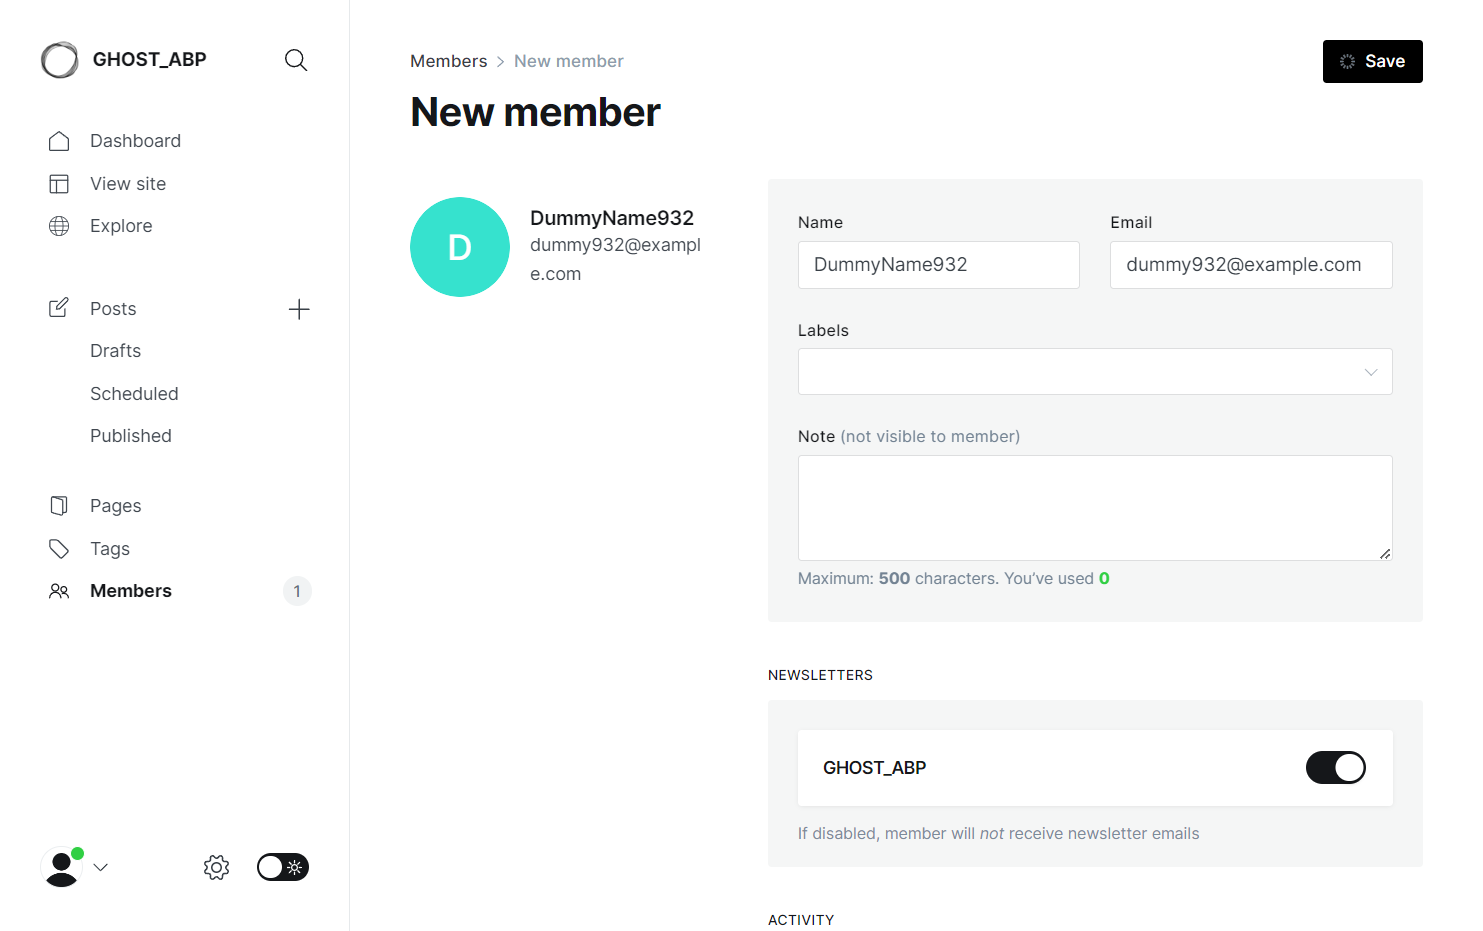 GHOST_ABP
Dashboard
View site
Explore
Posts
Drafts
Scheduled
Published
Pages
Tags
Members
1
Members > New member
Save
New member
D
DummyName932
dummy932@exampl
e.com
Name
Email
DummyName932
dummy932@example.com
Labels
Note (not visible to member)
Maximum: 500 characters. You’ve used 0
NEWSLETTERS
GHOST_ABP
If disabled, member will not receive newsletter emails
ACTIVITY